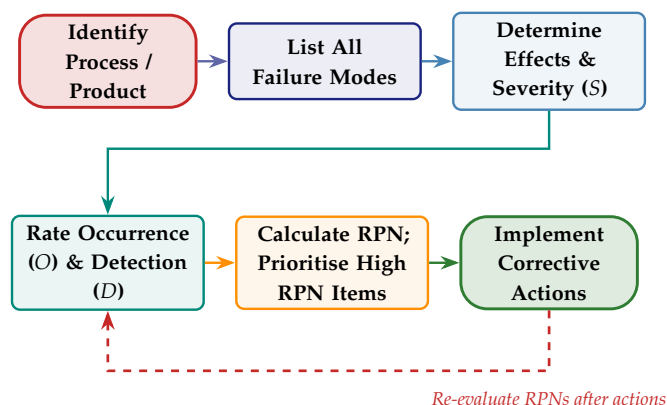 Identify
Process /
Product
List All
Failure Modes
Determine
Effects &
Severity (S)
Rate Occurrence
(O) & Detection
(D)
Calculate RPN;
Prioritise High
RPN Items
Implement
Corrective
Actions
Re-evaluate RPNs after actions